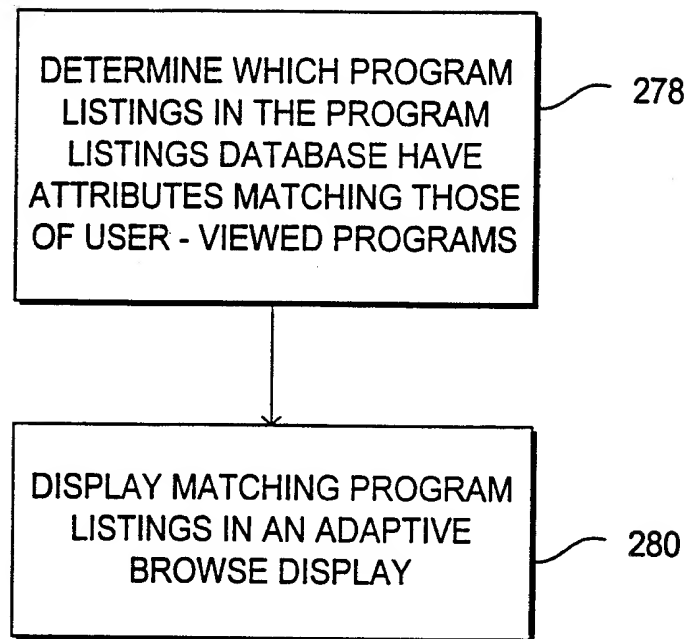 DETERMINE WHICH PROGRAM
LISTINGS IN THE PROGRAM
LISTINGS DATABASE HAVE
ATTRIBUTES MATCHING THOSE
OF USER - VIEWED PROGRAMS
278
DISPLAY MATCHING PROGRAM
LISTINGS IN AN ADAPTIVE
BROWSE DISPLAY
280